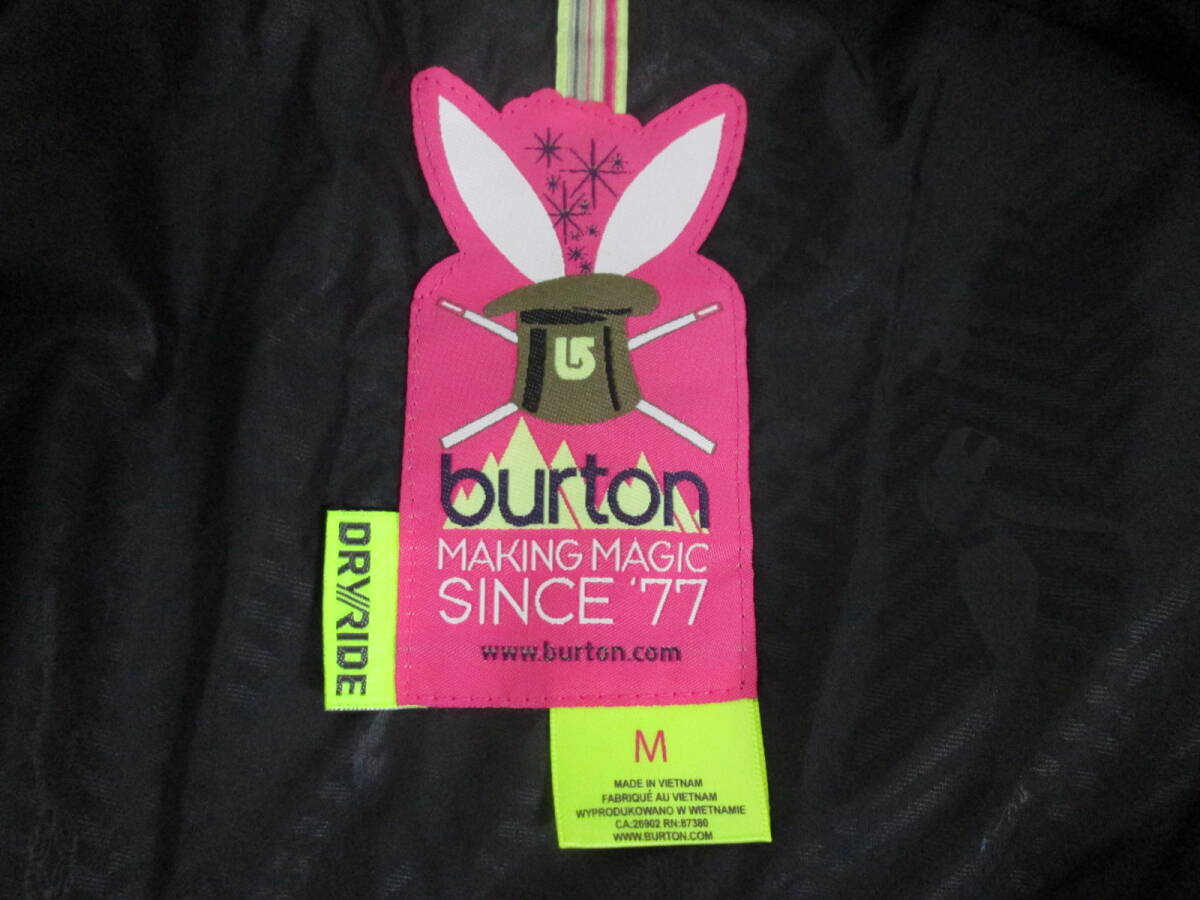 burton
MAKING MAGIC
SINCE '77
www.burton.com
DRY//RIDE
M
MADE IN VIETNAM
FABRIQUÉ AU VIETNAM
WYPRODUKOWANO W WIETNAMIE
CA:26902 RN:87380
WWW.BURTON.COM